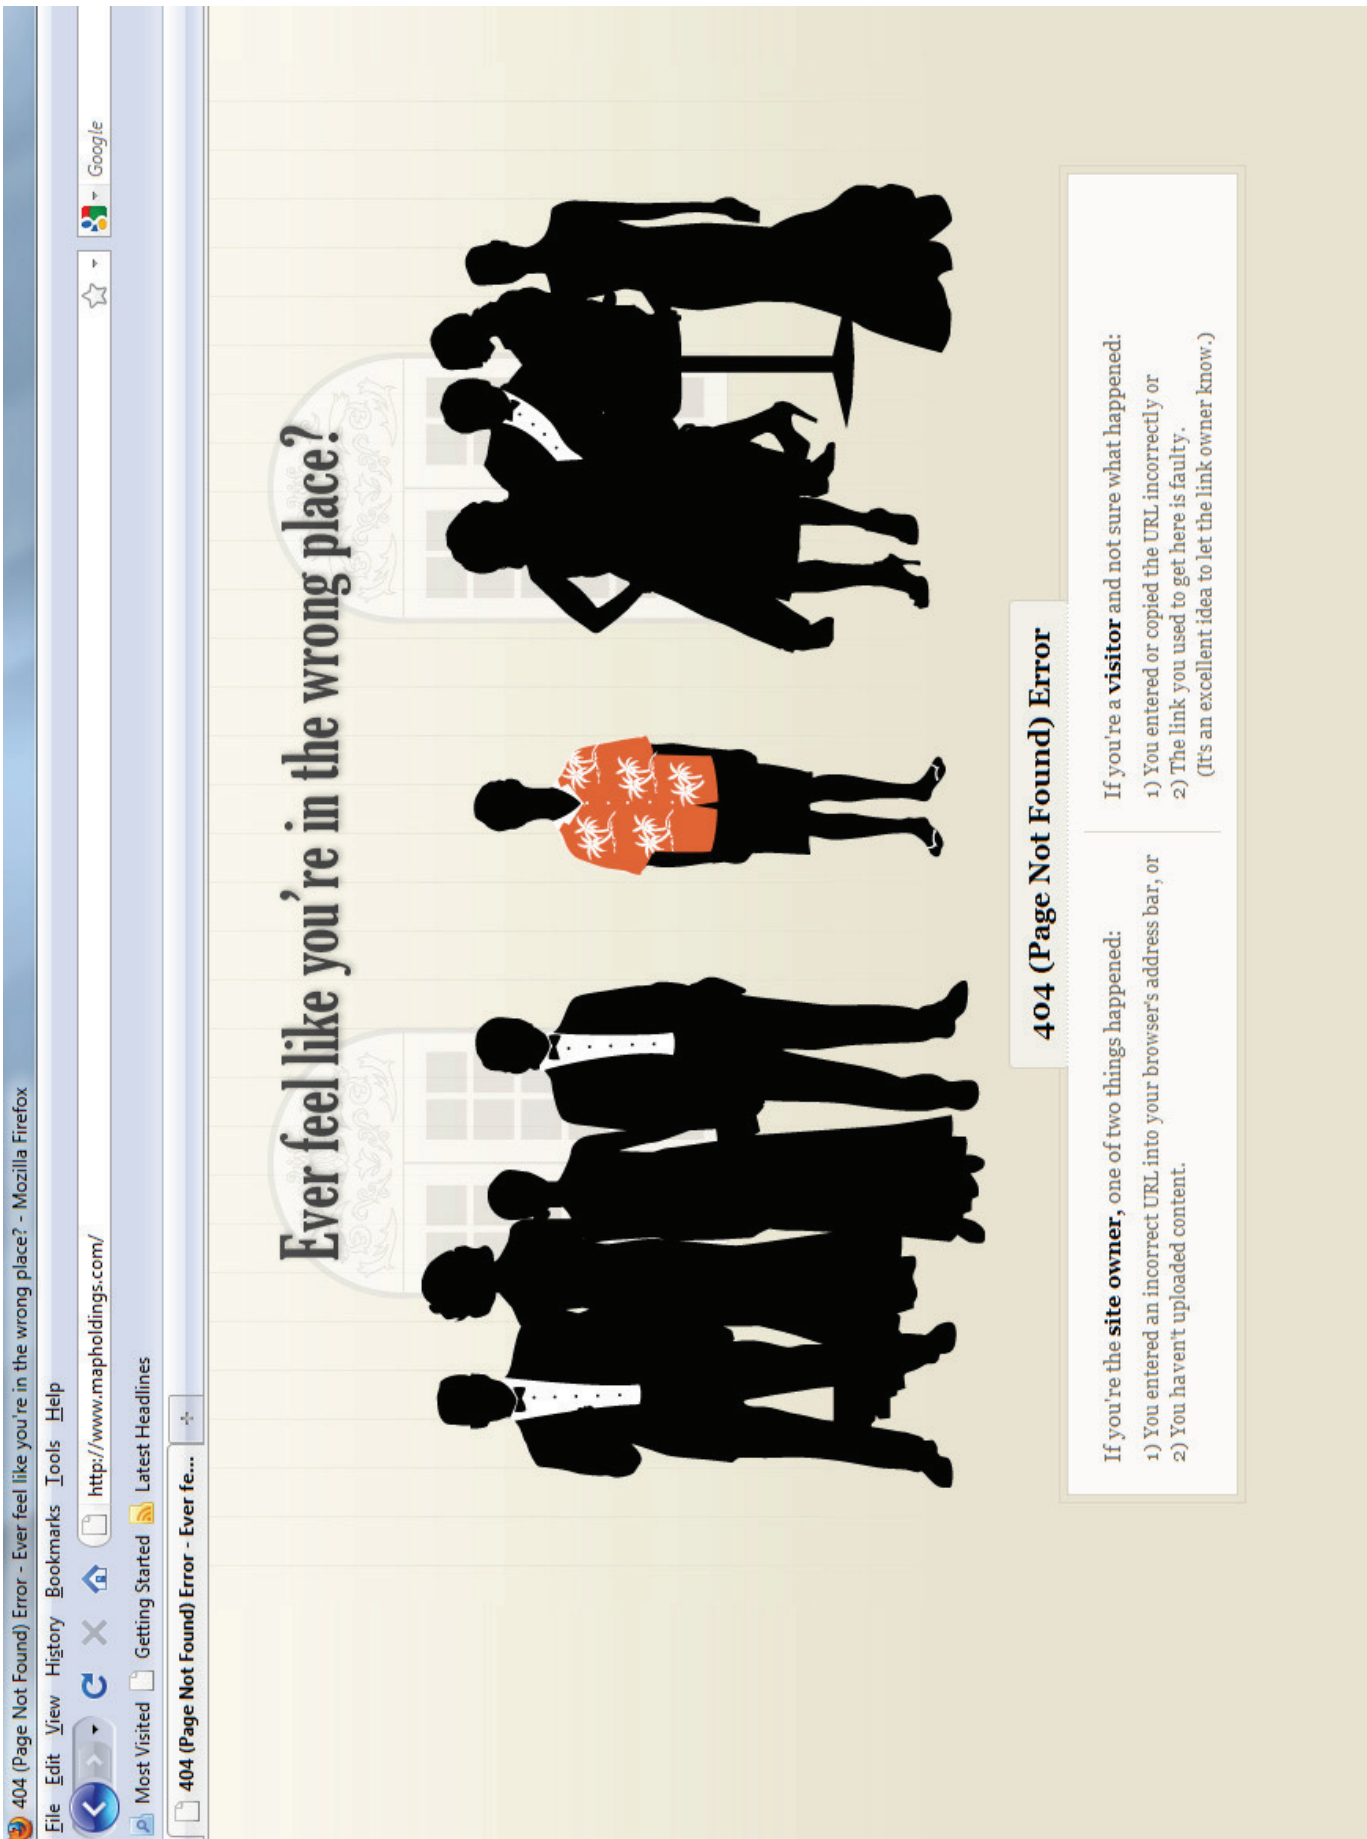 404 (Page Not Found) Error - Ever feel like you're in the wrong place? - Mozilla Firefox
File Edit View History Bookmarks Tools Help
http://www.mapholdings.com/
Google
Most Visited Getting Started Latest Headlines
404 (Page Not Found) Error - Ever fe...
Ever feel like you're in the wrong place?
404 (Page Not Found) Error
If you're the site owner, one of two things happened:
1) You entered an incorrect URL into your browser's address bar, or
2) You haven't uploaded content.
If you're a visitor and not sure what happened:
1) You entered or copied the URL incorrectly or
2) The link you used to get here is faulty.
(It's an excellent idea to let the link owner know.)